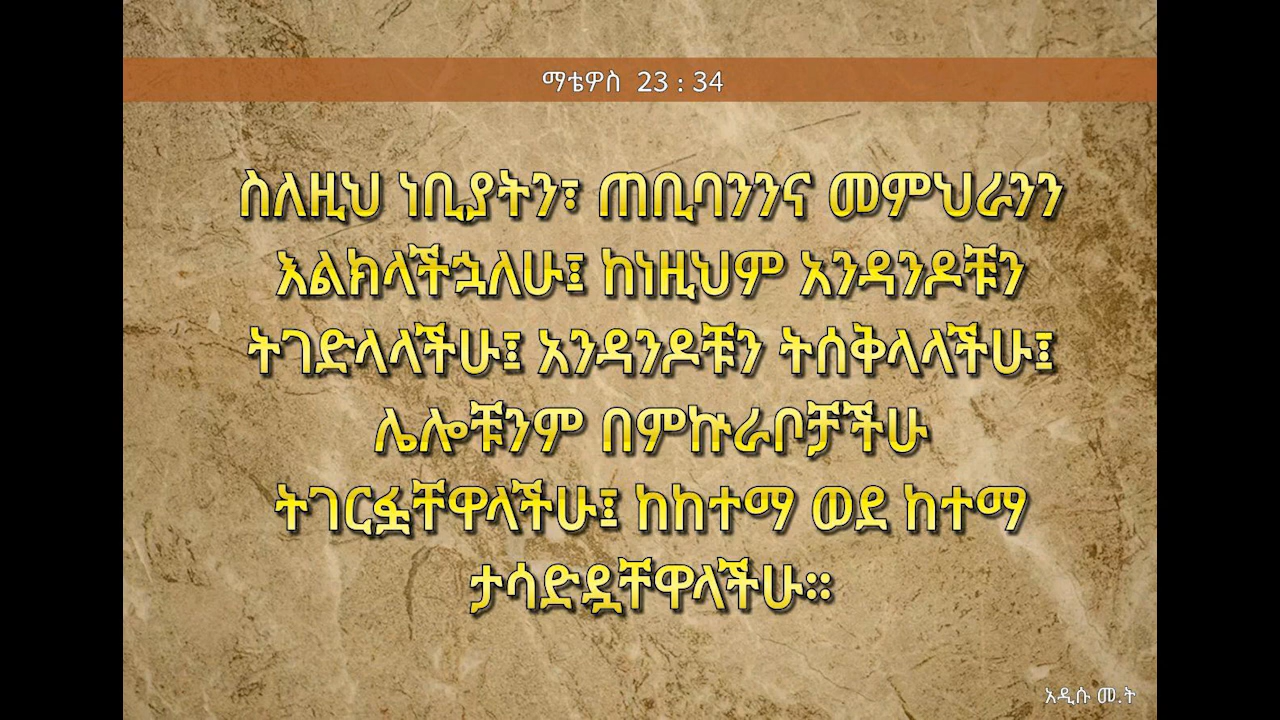 ማቴዎስ 23 : 34
ስለዚህ ነቢያትን፣ ጠቢባንንና መምህራንን
እልክላችኋለሁ፤ ከነዚህም አንዳንዶቹን
ትገድላላችሁ፤ አንዳንዶቹን ትሰቅላላችሁ፤
ሌሎቹንም በምኵራቦቻችሁ
ትገርፏቸዋላችሁ፤ ከከተማ ወደ ከተማ
ታሳድዷቸዋላችሁ።
አዲሱ መ.ት